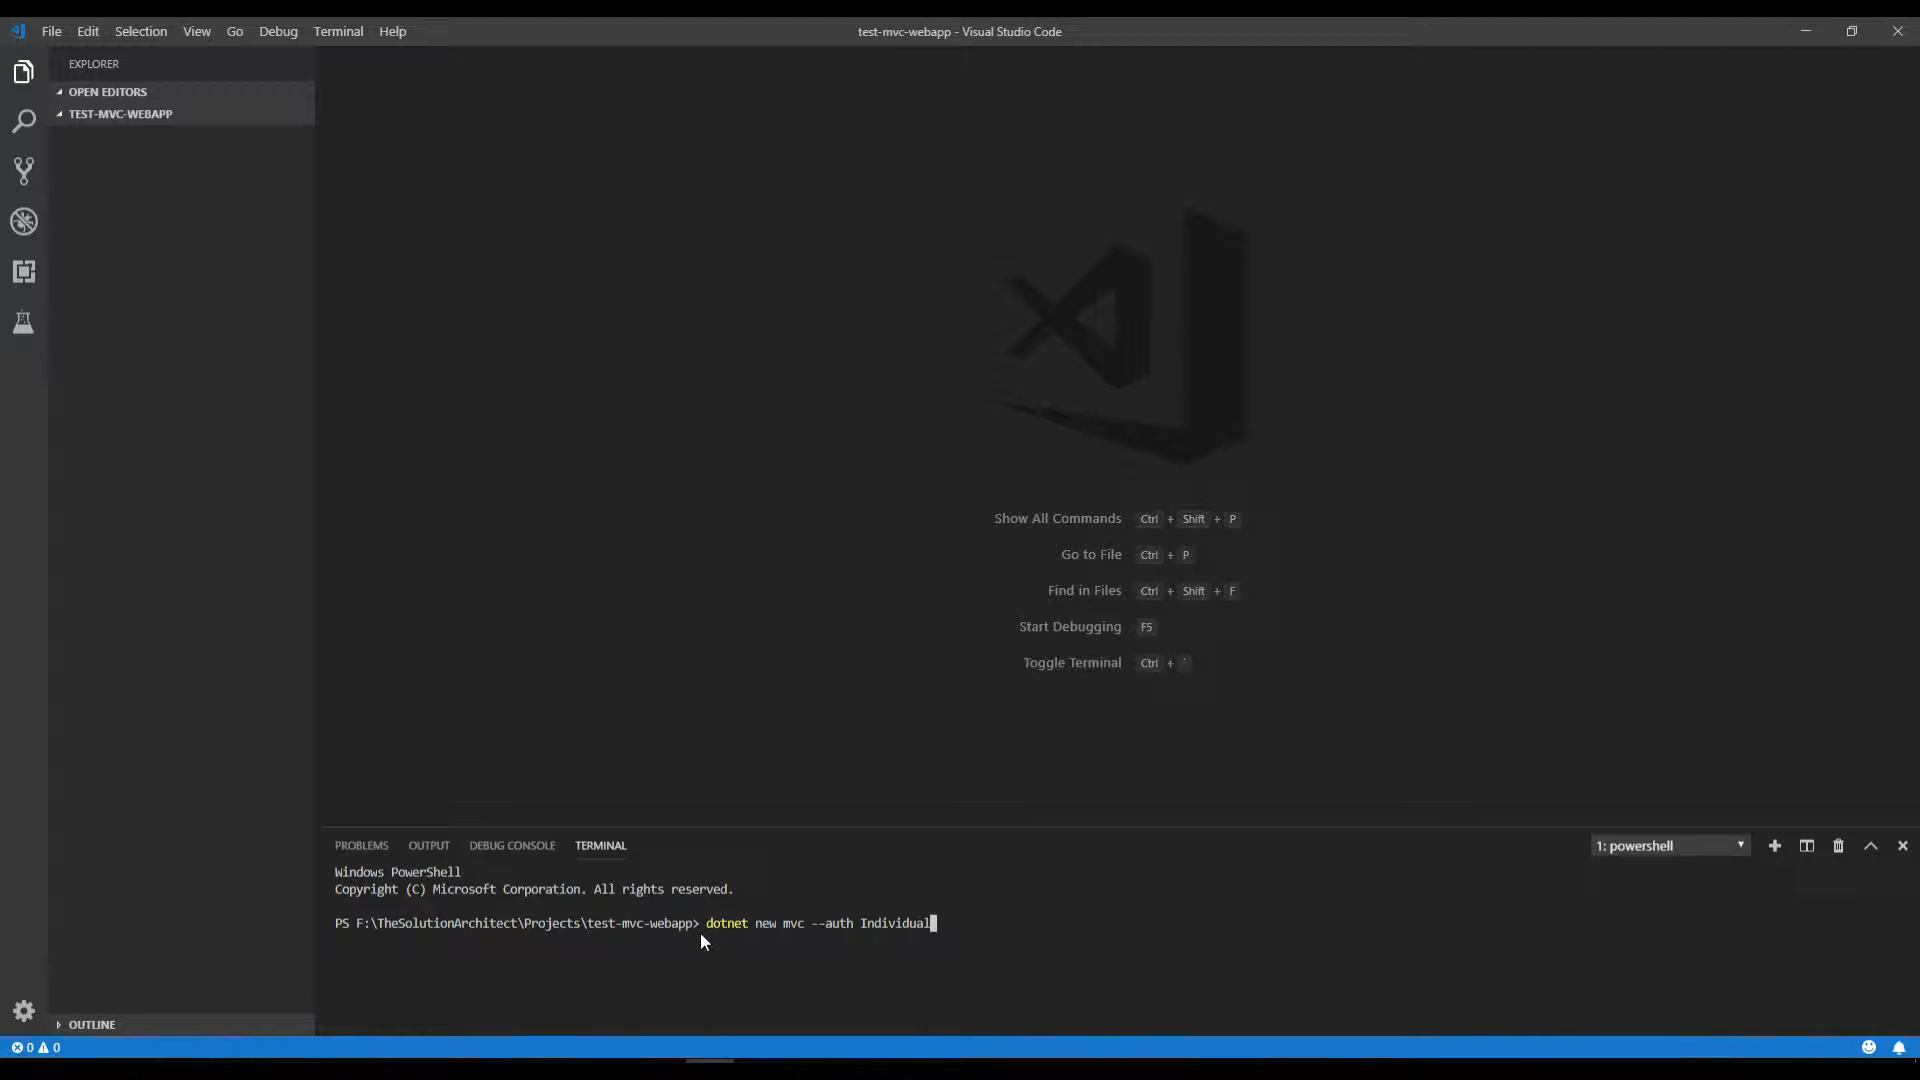 File Edit Selection View Go Debug Terminal Help
test-mvc-webapp - Visual Studio Code
EXPLORER
OPEN EDITORS
TEST-MVC-WEBAPP
Show All Commands Ctrl + Shift + P
Go to File Ctrl + P
Find in Files Ctrl + Shift + F
Start Debugging F5
Toggle Terminal Ctrl + `
PROBLEMS OUTPUT DEBUG CONSOLE TERMINAL
1: powershell
Windows PowerShell
Copyright (C) Microsoft Corporation. All rights reserved.
PS F:\TheSolutionArchitect\Projects\test-mvc-webapp> dotnet new mvc --auth Individual
OUTLINE
0 0